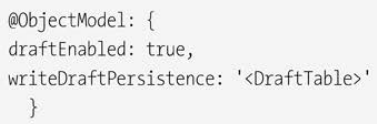 @ObjectModel: {
draftEnabled: true,
writeDraftPersistence: '<DraftTable>'
}